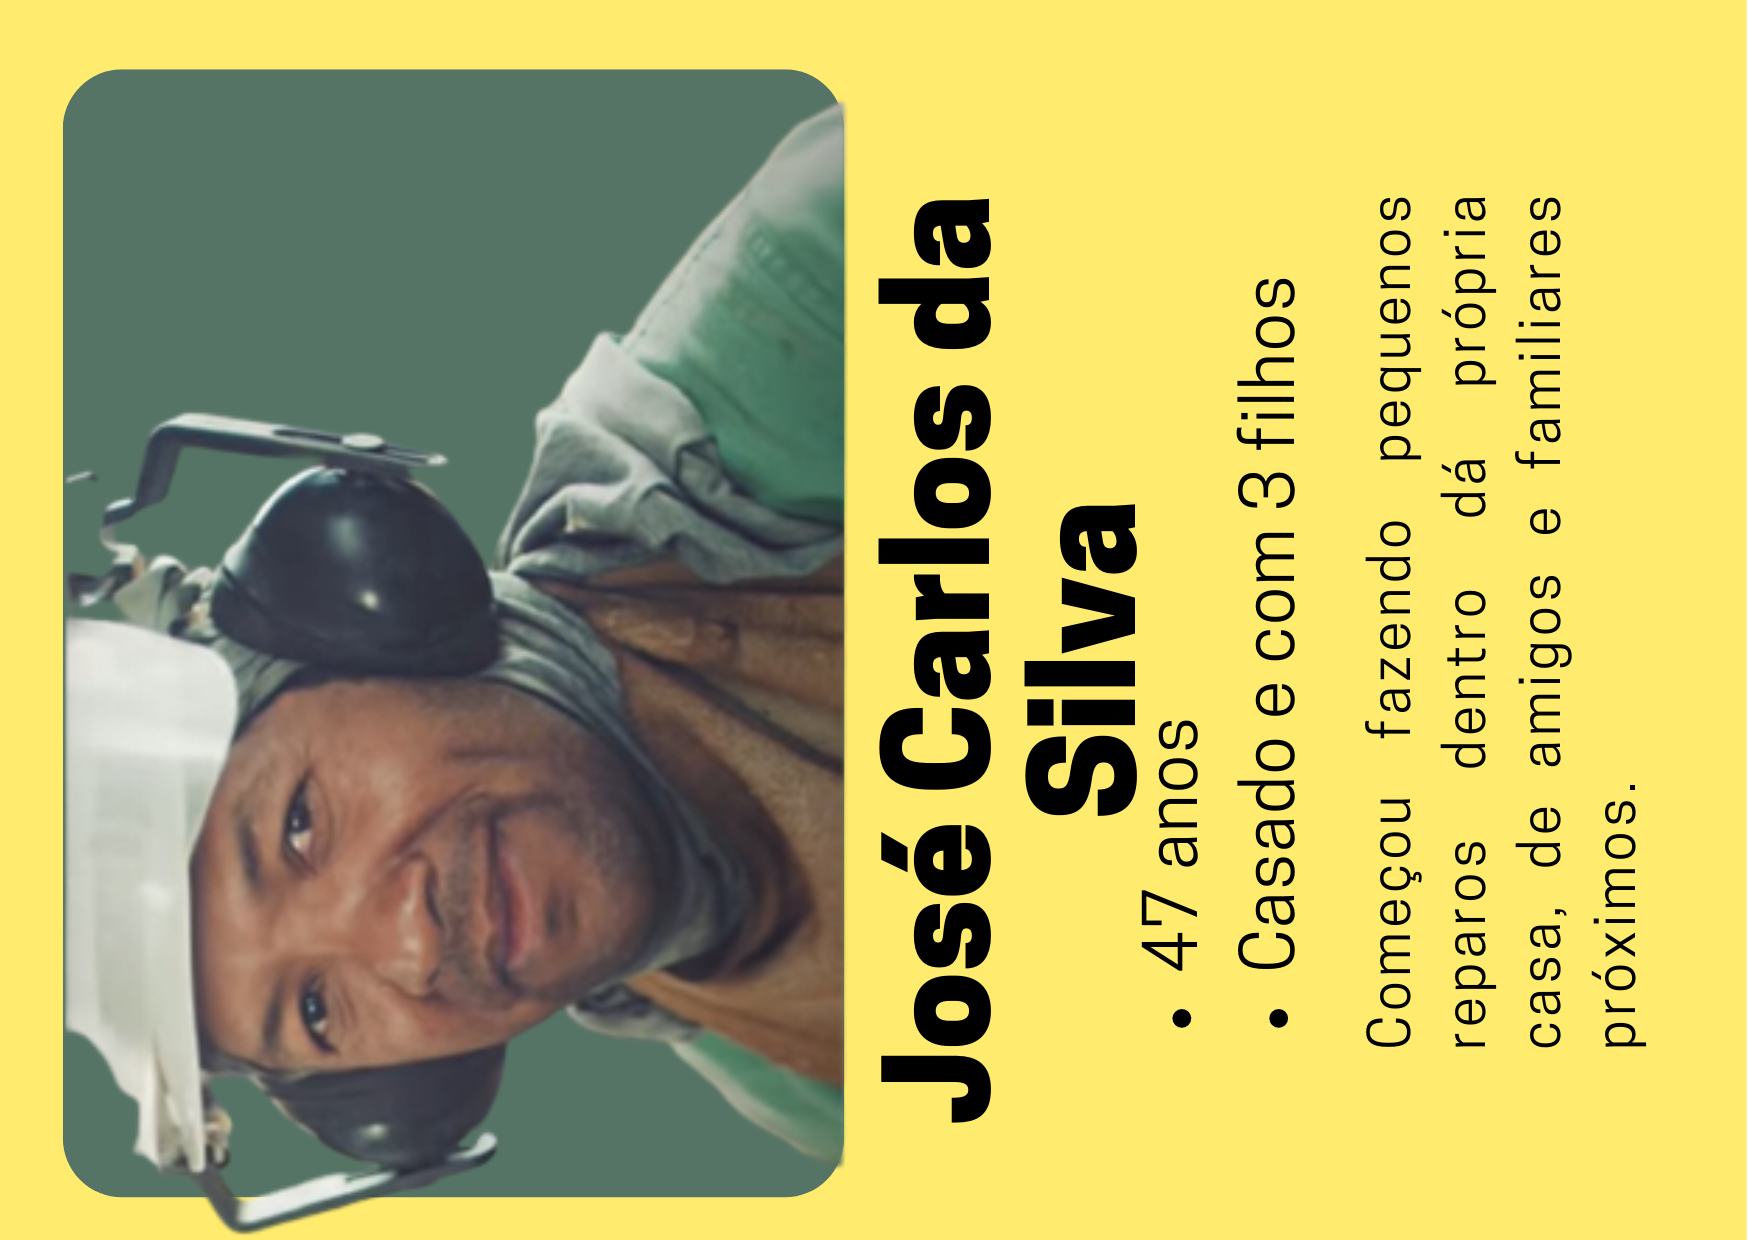 José Carlos da
Silva
• 47 anos
• Casado e com 3 filhos
Começou fazendo pequenos
reparos dentro dá própria
casa, de amigos e familiares
próximos.